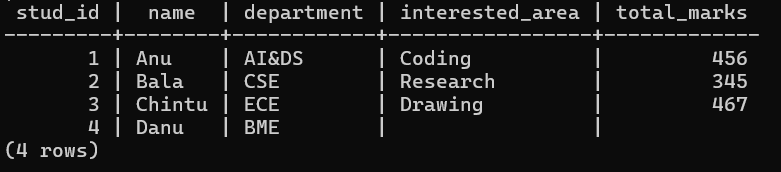 stud_id |  name   | department | interested_area | total_marks
---------+---------+------------+-----------------+-------------
       1 | Anu     | AI&DS      | Coding          |         456
       2 | Bala    | CSE        | Research        |         345
       3 | Chintu  | ECE        | Drawing         |         467
       4 | Danu    | BME        |                 |
(4 rows)